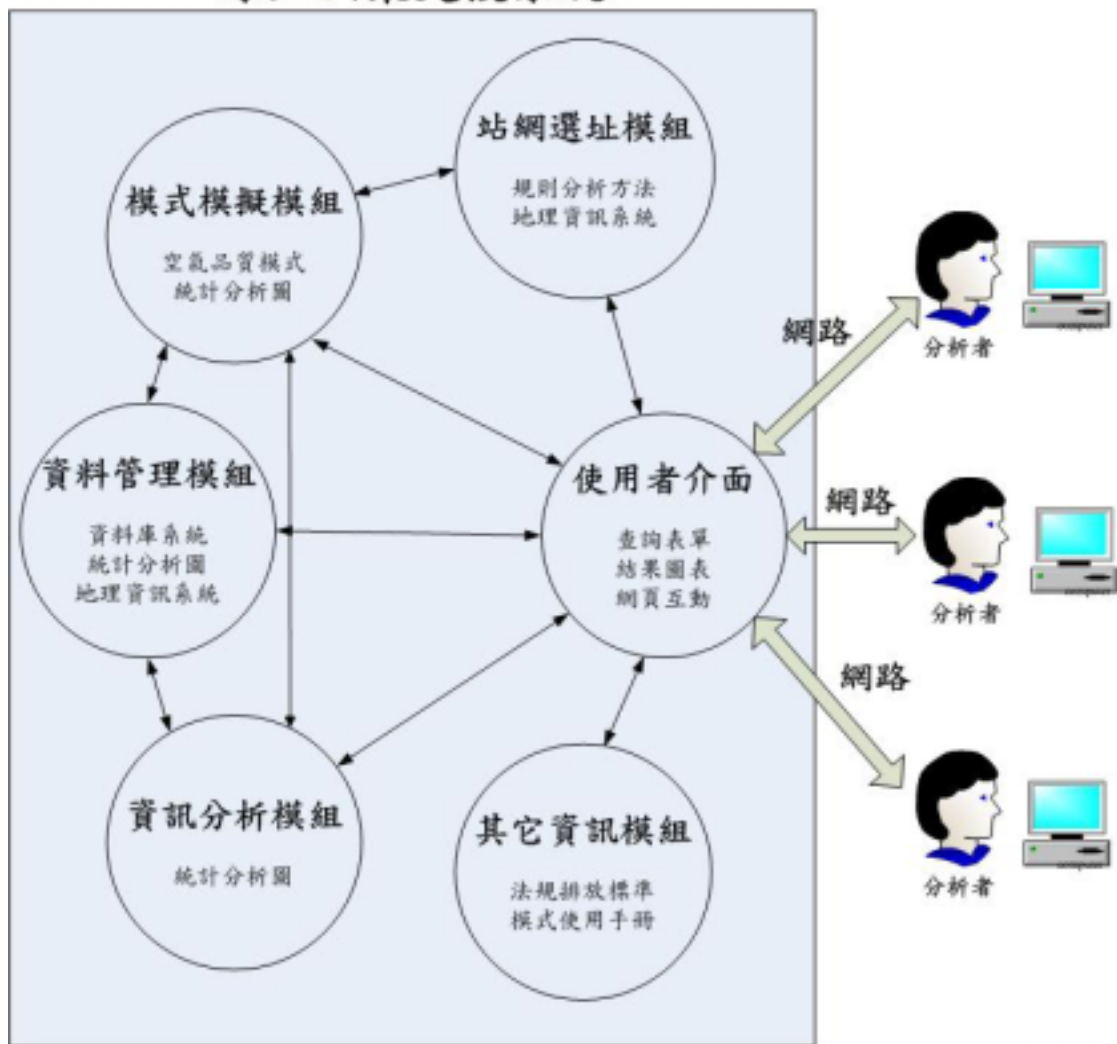 站網選址模組
規則分析方法
地理資訊系統
模式模擬模組
空氣品質模式
統計分析圖
網路
分析者
資料管理模組
資料庫系統
統計分析圖
地理資訊系統
使用者介面
查詢表單
結果圖表
網頁互動
網路
分析者
網路
資訊分析模組
統計分析圖
其它資訊模組
法規排放標準
模式使用手冊
分析者